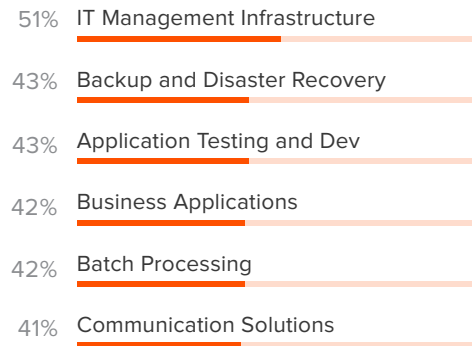 51% IT Management Infrastructure
43% Backup and Disaster Recovery
43% Application Testing and Dev
42% Business Applications
42% Batch Processing
41% Communication Solutions